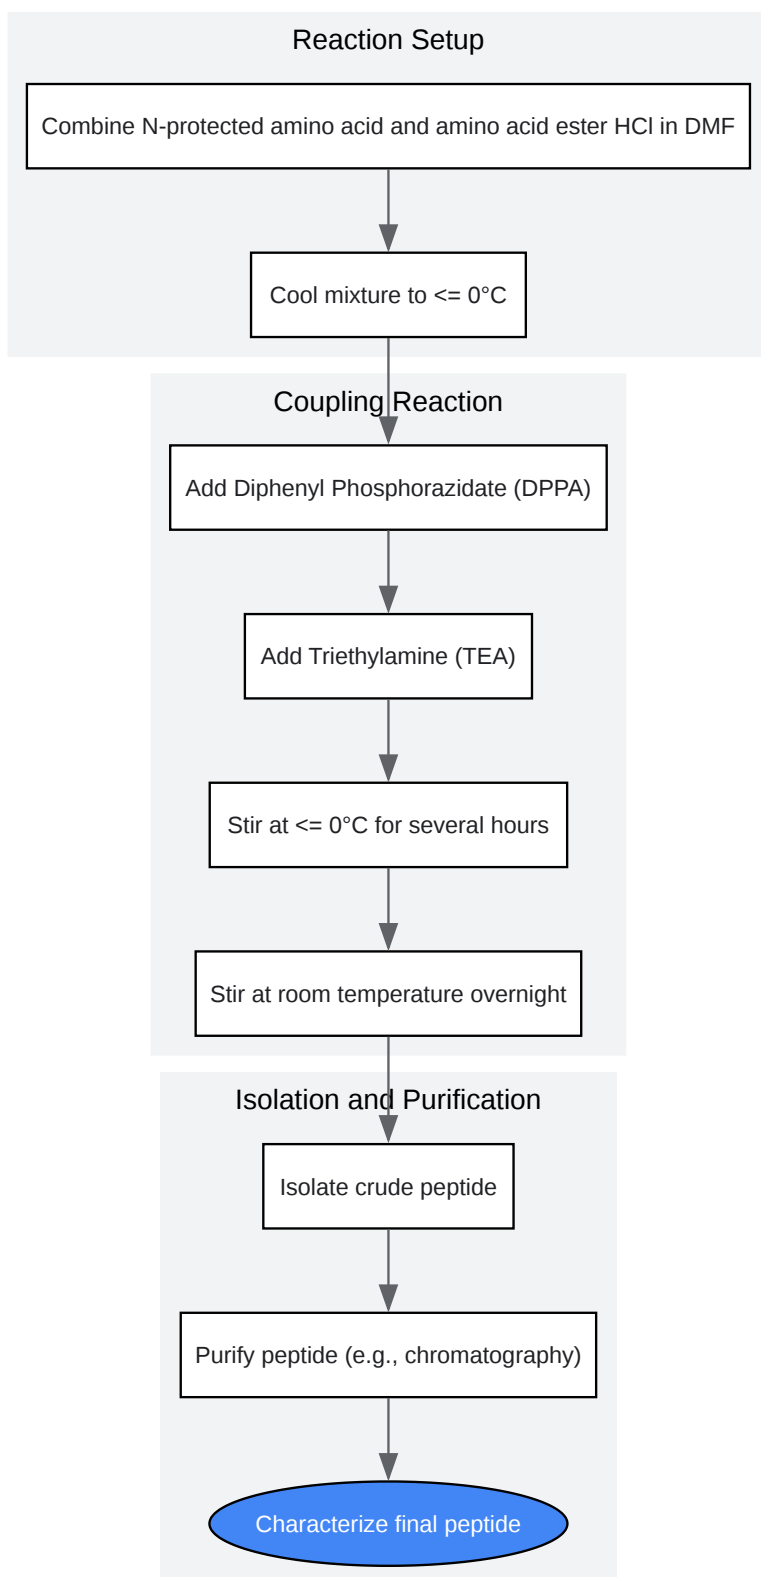 Reaction Setup
Combine N-protected amino acid and amino acid ester HCl in DMF
Cool mixture to <= 0°C
Coupling Reaction
Add Diphenyl Phosphorazidate (DPPA)
Add Triethylamine (TEA)
Stir at <= 0°C for several hours
Stir at room temperature overnight
Isolation and Purification
Isolate crude peptide
Purify peptide (e.g., chromatography)
Characterize final peptide